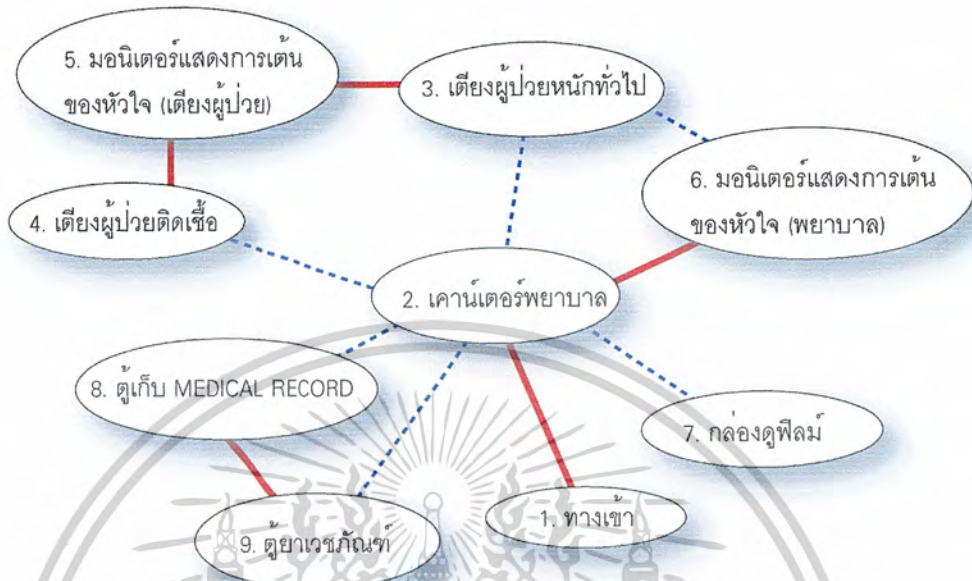 5. มอนิเตอร์แสดงการเต้น
ของหัวใจ (เตียงผู้ป่วย)
3. เตียงผู้ป่วยหนักทั่วไป
6. มอนิเตอร์แสดงการเต้น
ของหัวใจ (พยาบาล)
4. เตียงผู้ป่วยติดเชื้อ
2. เคาน์เตอร์พยาบาล
8. ตู้เก็บ MEDICAL RECORD
7. กล่องดูฟีลม์
1. ทางเข้า
9. ตู้ยาเวชภัณฑ์